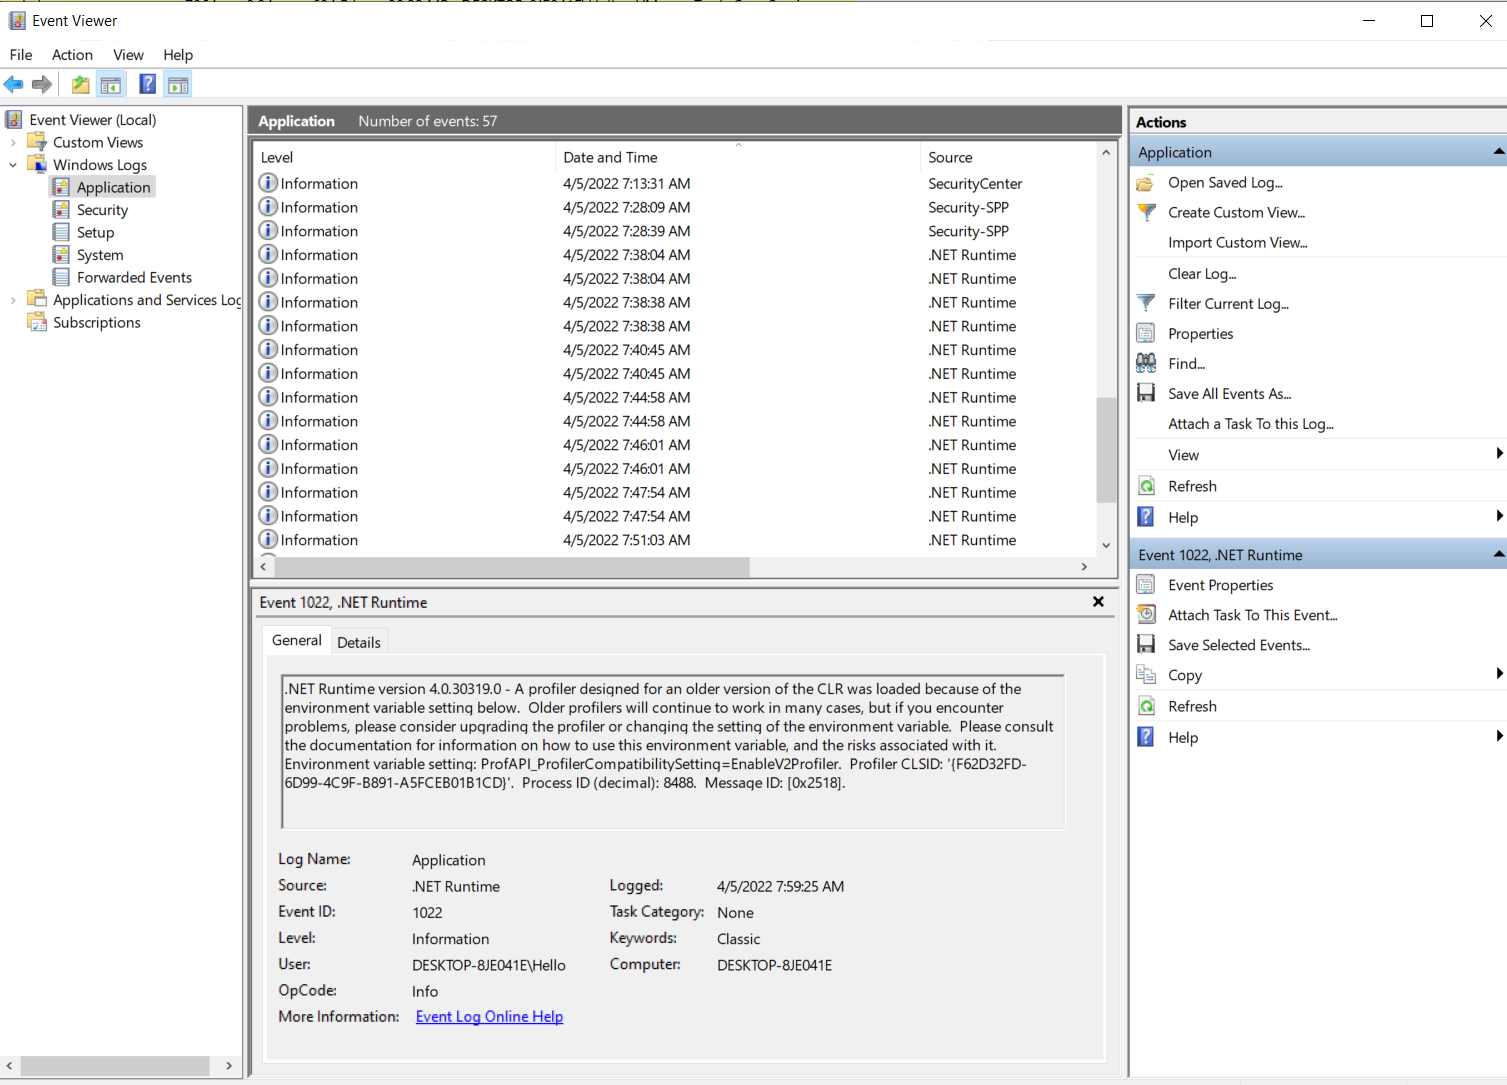 Event Viewer
File Action View Help
Event Viewer (Local)
Custom Views
Windows Logs
Application
Security
Setup
System
Forwarded Events
Applications and Services Log
Subscriptions
Application Number of events: 57
Level Date and Time Source
Information 4/5/2022 7:13:31 AM SecurityCenter
Information 4/5/2022 7:28:09 AM Security-SPP
Information 4/5/2022 7:28:39 AM Security-SPP
Information 4/5/2022 7:38:04 AM .NET Runtime
Information 4/5/2022 7:38:04 AM .NET Runtime
Information 4/5/2022 7:38:38 AM .NET Runtime
Information 4/5/2022 7:38:38 AM .NET Runtime
Information 4/5/2022 7:40:45 AM .NET Runtime
Information 4/5/2022 7:40:45 AM .NET Runtime
Information 4/5/2022 7:44:58 AM .NET Runtime
Information 4/5/2022 7:44:58 AM .NET Runtime
Information 4/5/2022 7:46:01 AM .NET Runtime
Information 4/5/2022 7:46:01 AM .NET Runtime
Information 4/5/2022 7:47:54 AM .NET Runtime
Information 4/5/2022 7:47:54 AM .NET Runtime
Information 4/5/2022 7:51:03 AM .NET Runtime
Event 1022, .NET Runtime
General Details
.NET Runtime version 4.0.30319.0 - A profiler designed for an older version of the CLR was loaded because of the
environment variable setting below. Older profilers will continue to work in many cases, but if you encounter
problems, please consider upgrading the profiler or changing the setting of the environment variable. Please consult
the documentation for information on how to use this environment variable, and the risks associated with it.
Environment variable setting: ProfAPI_ProfilerCompatibilitySetting=EnableV2Profiler. Profiler CLSID: '{F62D32FD-
6D99-4C9F-B891-A5FCEB01B1CD}'. Process ID (decimal): 8488. Message ID: [0x2518].
Log Name: Application
Source: .NET Runtime Logged: 4/5/2022 7:59:25 AM
Event ID: 1022 Task Category: None
Level: Information Keywords: Classic
User: DESKTOP-8JE041E\Hello Computer: DESKTOP-8JE041E
OpCode: Info
More Information: Event Log Online Help
Actions
Application
Open Saved Log...
Create Custom View...
Import Custom View...
Clear Log...
Filter Current Log...
Properties
Find...
Save All Events As...
Attach a Task To this Log...
View
Refresh
Help
Event 1022, .NET Runtime
Event Properties
Attach Task To This Event...
Save Selected Events...
Copy
Refresh
Help